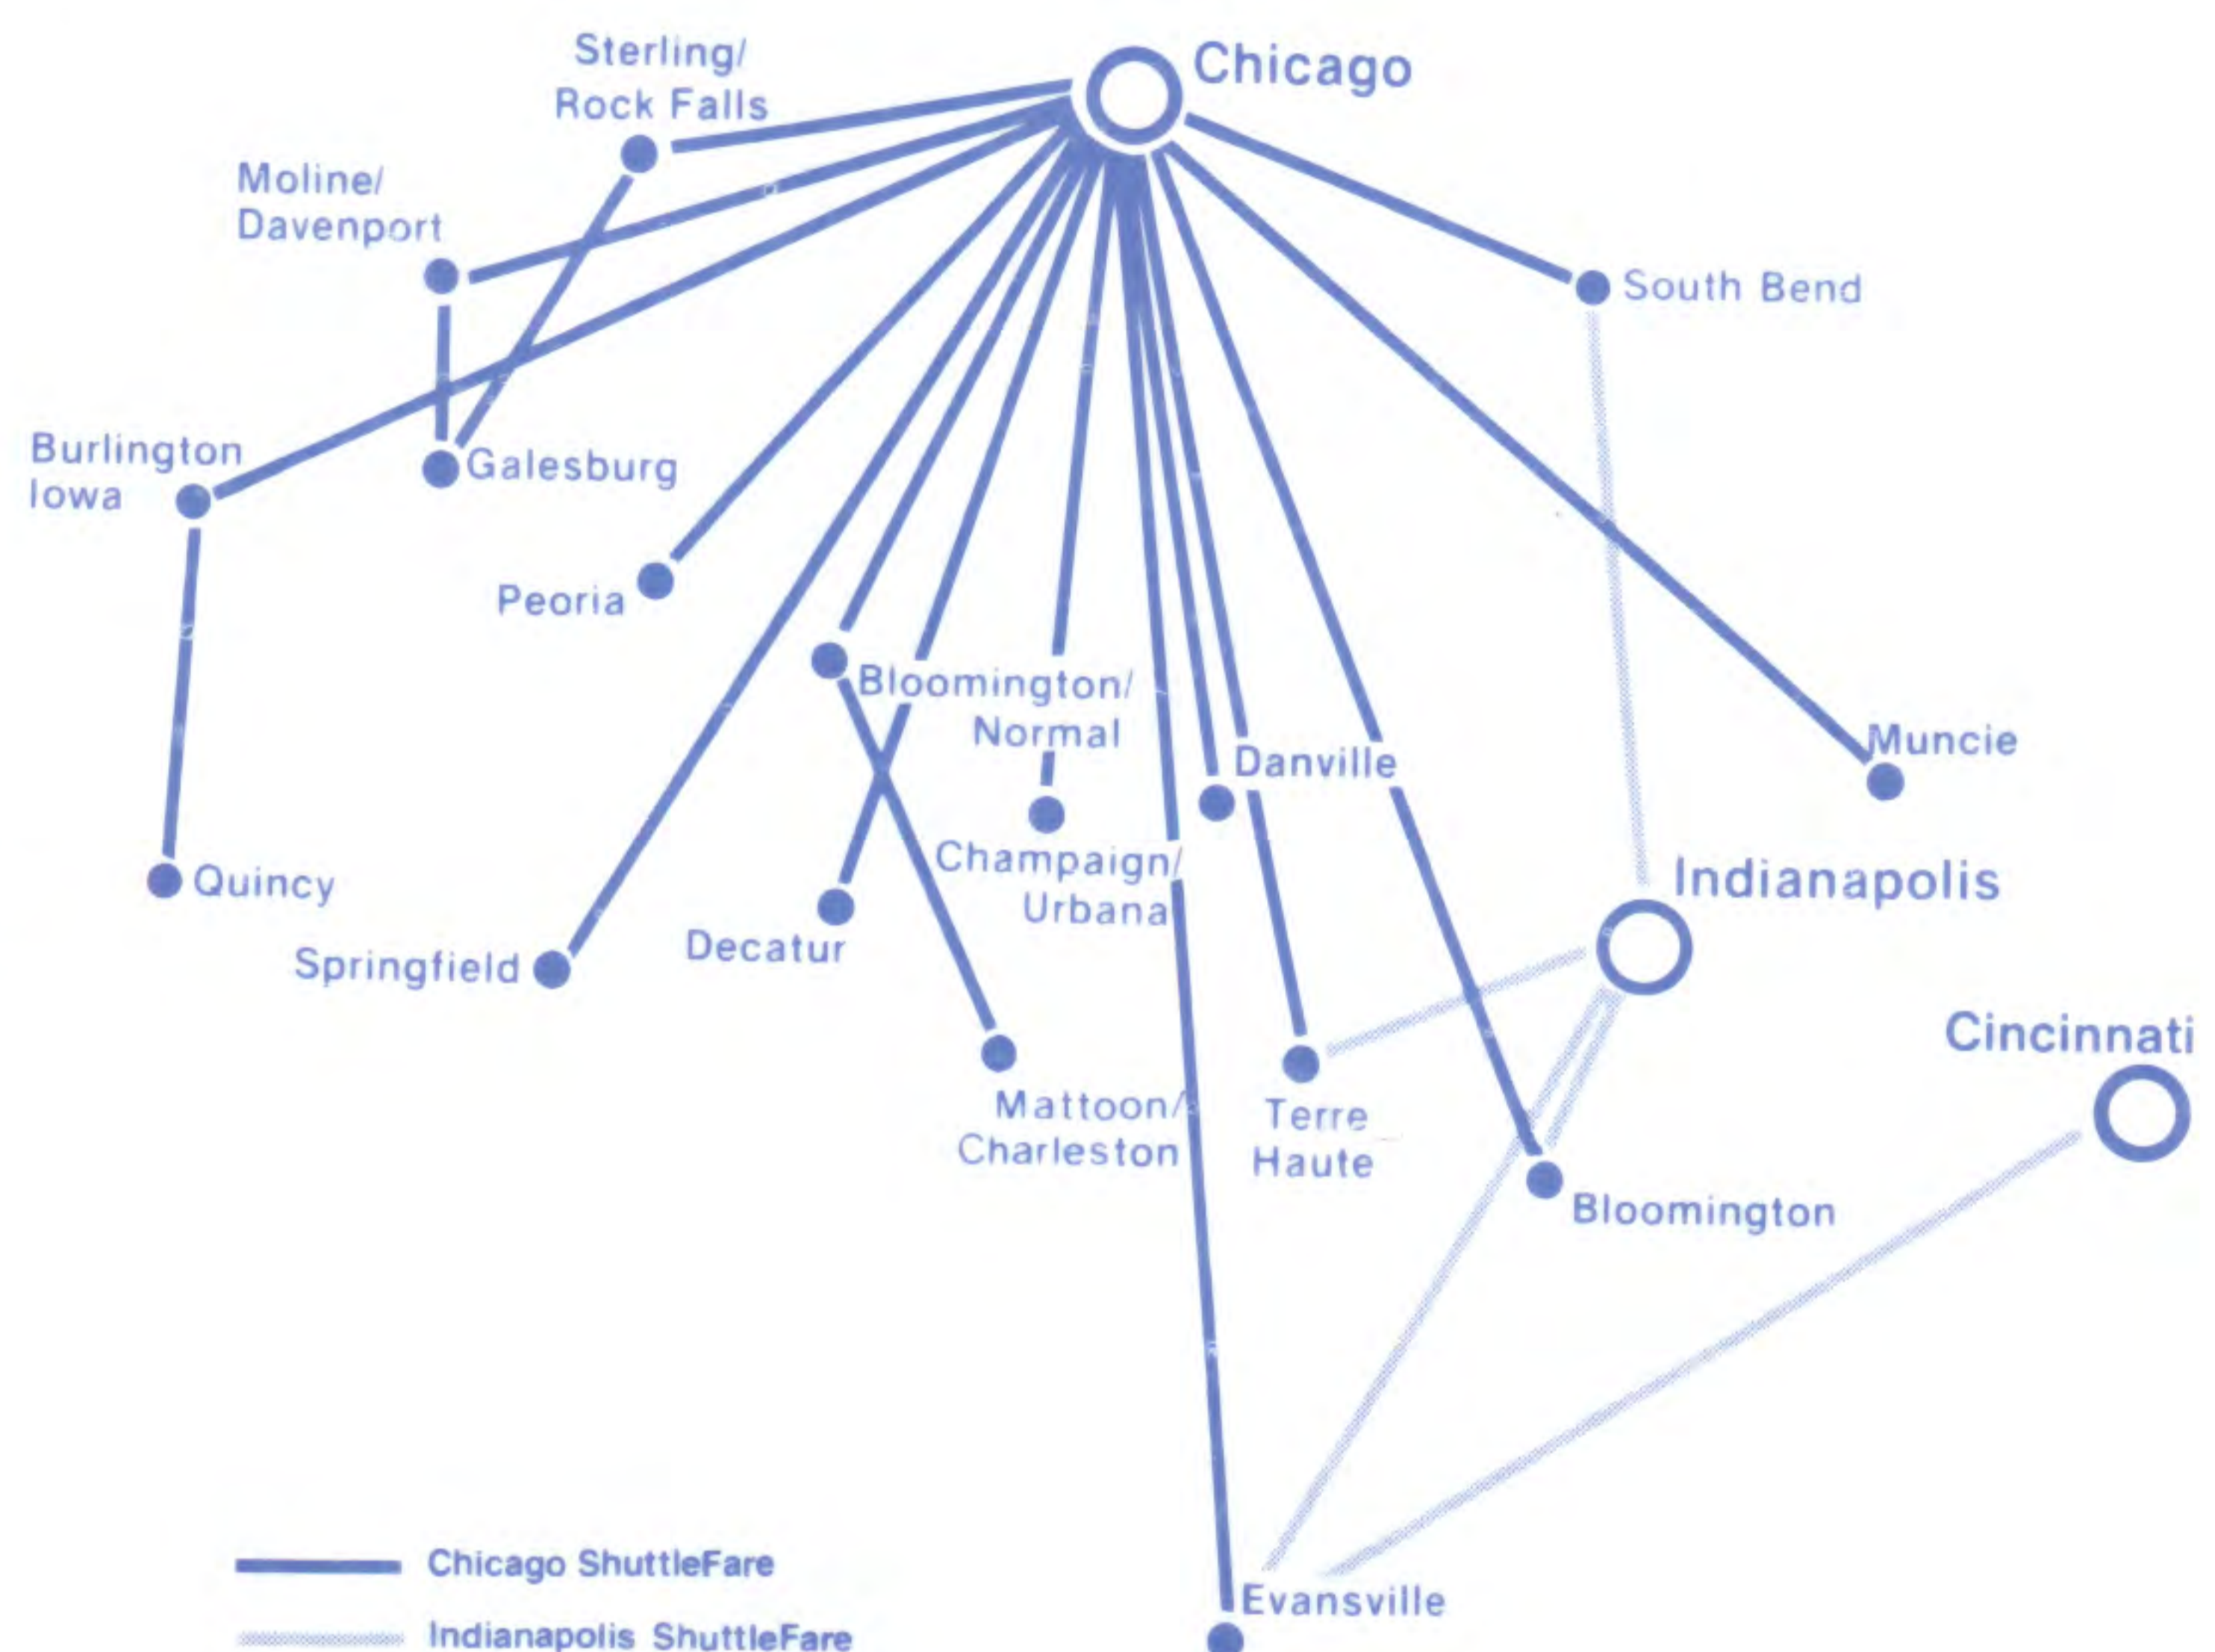 Chicago
Sterling/
Rock Falls
Moline/
Davenport
South Bend
Burlington
Iowa
Galesburg
Peoria
Bloomington/
Normal
Danville
Muncie
Champaign/
Urbana
Quincy
Indianapolis
Decatur
Springfield
Cincinnati
Mattoon/
Charleston
Terre
Haute
Bloomington
Chicago ShuttleFare
Evansville
Indianapolis ShuttleFare